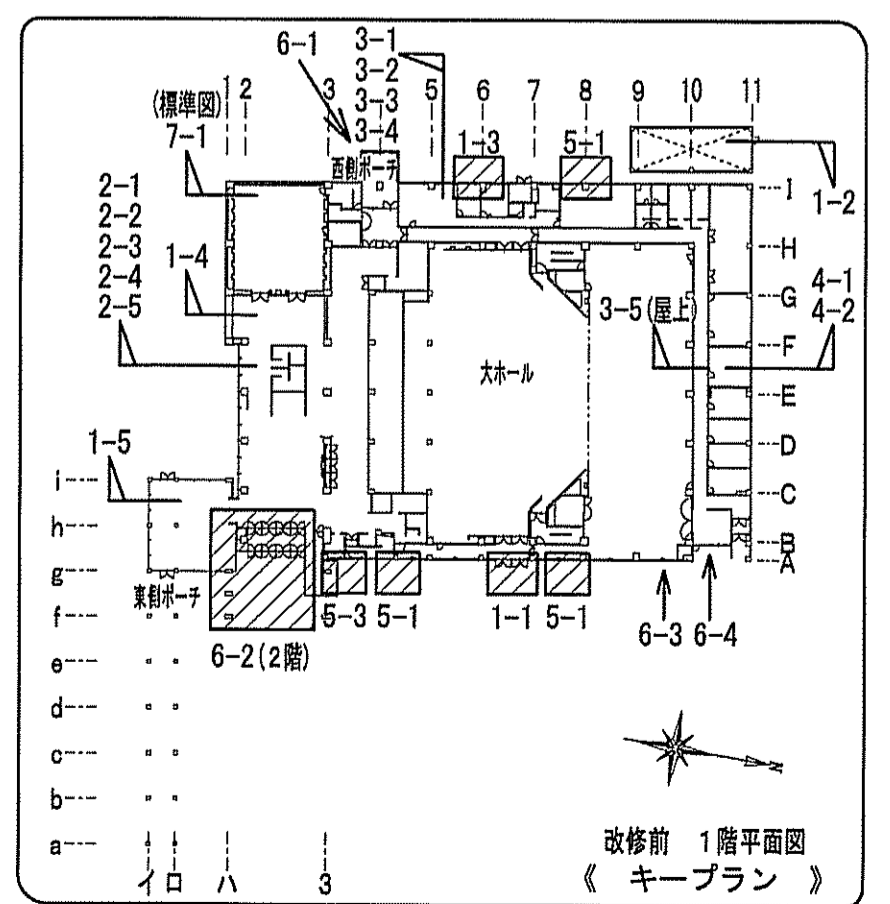 6-1
3-1
3-2
3-3
3-4
1 2 3 5 6 7 8 9 10 11
(標準図)
7-1
西側ポーチ
1-3
5-1
1-2
2-1
2-2
2-3
2-4
2-5
1-4
I
H
G
F
E
D
C
B
A
4-1
4-2
3-5(屋上)
大ホール
1-5
i
h
g
f
e
d
c
b
a
東側ポーチ
5-3
5-1
1-1
5-1
6-3
6-4
6-2(2階)
N
イ ロ ハ 3
改修前 1階平面図
《 キープラン 》